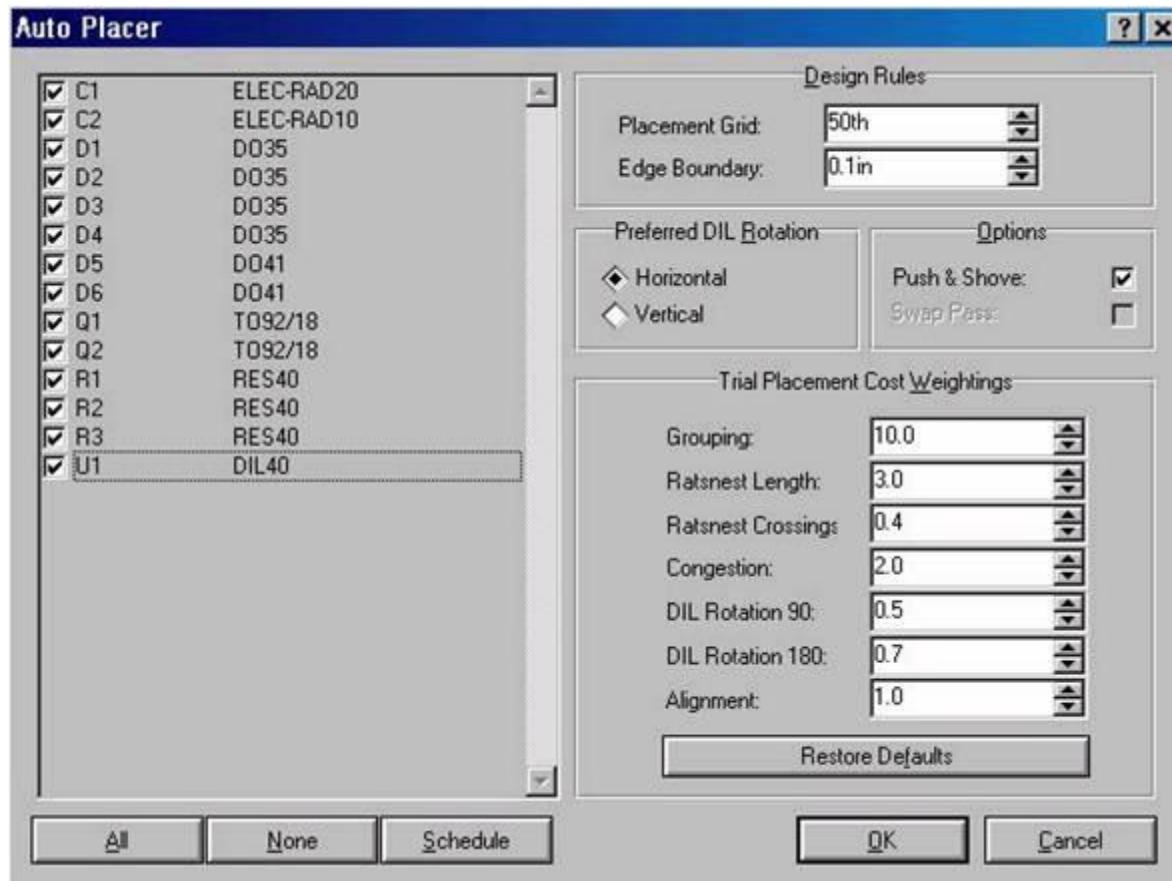 Auto Placer
C1 ELEC-RAD20
C2 ELEC-RAD10
D1 DO35
D2 DO35
D3 DO35
D4 DO35
D5 DO41
D6 DO41
Q1 TO92/18
Q2 TO92/18
R1 RES40
R2 RES40
R3 RES40
U1 DIL40
All
None
Schedule
Design Rules
Placement Grid: 50th
Edge Boundary: 0.1in
Preferred DIL Rotation
Horizontal
Vertical
Options
Push & Shove:
Swap Pass:
Trial Placement Cost Weightings
Grouping: 10.0
Ratsnest Length: 3.0
Ratsnest Crossings 0.4
Congestion: 2.0
DIL Rotation 90: 0.5
DIL Rotation 180: 0.7
Alignment: 1.0
Restore Defaults
OK
Cancel